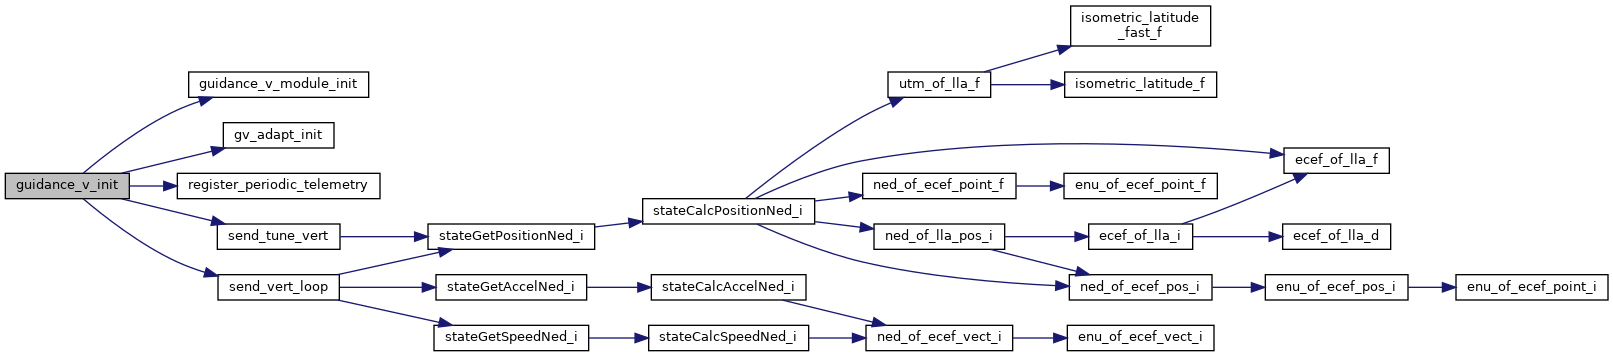 guidance_v_init
guidance_v_module_init
gv_adapt_init
register_periodic_telemetry
send_tune_vert
send_vert_loop
stateGetPositionNed_i
stateGetAccelNed_i
stateGetSpeedNed_i
stateCalcPositionNed_i
stateCalcAccelNed_i
stateCalcSpeedNed_i
utm_of_lla_f
ned_of_ecef_point_f
ned_of_lla_pos_i
ned_of_ecef_vect_i
isometric_latitude
_fast_f
isometric_latitude_f
enu_of_ecef_point_f
ecef_of_lla_i
ned_of_ecef_pos_i
enu_of_ecef_vect_i
ecef_of_lla_f
ecef_of_lla_d
enu_of_ecef_pos_i
enu_of_ecef_point_i